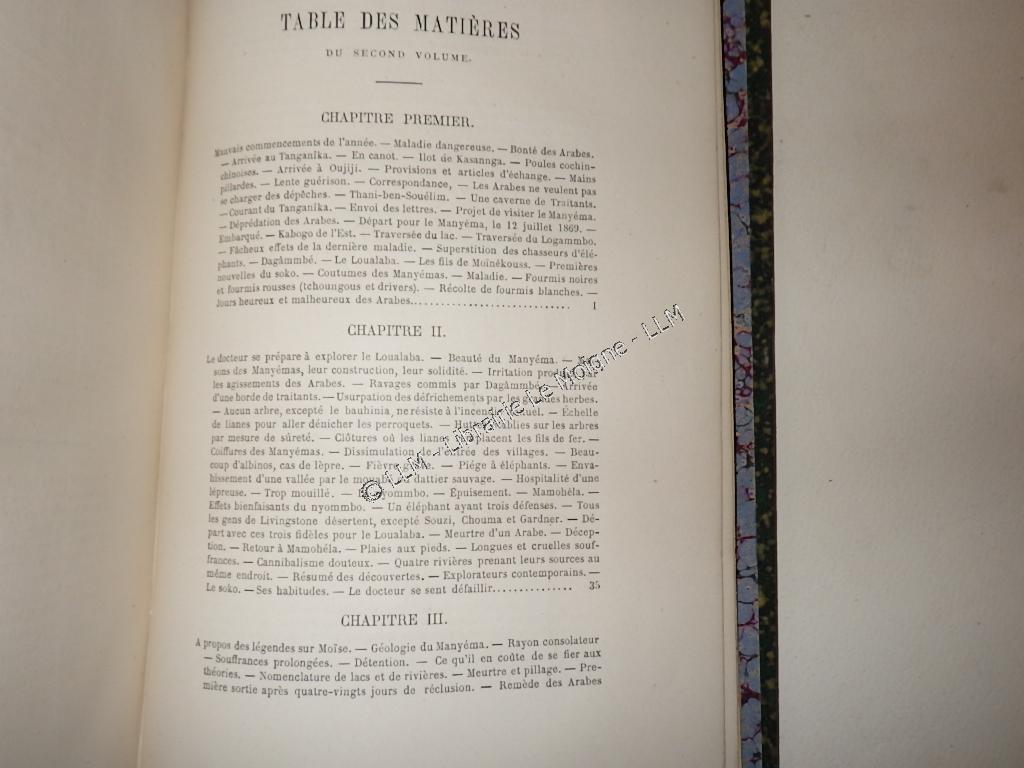 TABLE DES MATIÈRES
DU SECOND VOLUME.
CHAPITRE PREMIER.
Mauvais commencements de l'année. — Maladie dangereuse. — Bonté des Arabes.
— Arrivée au Tanganîka. — En canot. — Ilot de Kasannga. — Poules cochin-
chinoises. — Arrivée à Oujiji. — Provisions et articles d'échange. — Mains
pillardes. — Lente guérison. — Correspondance, — Les Arabes ne veulent pas
se charger des dépêches. — Thani-ben-Souélim. — Une caverne de Traitants.
— Courant du Tanganîka. — Envoi des lettres. — Projet de visiter le Manyéma.
— Déprédation des Arabes. — Départ pour le Manyéma, le 12 juillet 1869. —
Embarqué. — Kabogo de l'Est. — Traversée du lac. — Traversée du Logammbo.
— Fâcheux effets de la dernière maladie. — Superstition des chasseurs d'élé-
phants. — Dagâmmbé. — Le Loualaba. — Les fils de Moinékouss. — Premières
nouvelles du soko. — Coutumes des Manyémas. — Maladie. — Fourmis noires
et fourmis rousses (tchoungous et drivers). — Récolte de fourmis blanches. —
Jours heureux et malheureux des Arabes............................ 1
CHAPITRE II.
Le docteur se prépare à explorer le Loualaba. — Beauté du Manyéma. —
sons des Manyémas, leur construction, leur solidité. — Irritation par
les agissements des Arabes. — Ravages commis par Dagâmmbé. — Arrivée
d'une horde de traitants. — Usurpation des défrichements par les grandes herbes.
— Aucun arbre, excepté le bauhinia, ne résiste à l'incendie annuel. — Échelle
de lianes pour aller dénicher les perroquets. — Huttes établies sur les arbres
par mesure de sûreté. — Clôtures où les lianes remplacent les fils de fer. —
Coiffures des Manyémas. — Dissimulation de l'entrée des villages. — Beau-
coup d'albinos, cas de lèpre. — Fièvre — Piége à éléphants. — Enva-
hissement d'une vallée par le dattier sauvage. — Hospitalité d'une
lépreuse. — Trop mouillé. — — Épuisement. — Mamohéla. —
Effets bienfaisants du nyommbo. — Un éléphant ayant trois défenses. — Tous
les gens de Livingstone désertent, excepté Souzi, Chouma et Gardner. — Dé-
part avec ces trois fidèles pour le Loualaba. — Meurtre d'un Arabe. — Décep-
tion. — Retour à Mamohéla. — Plaies aux pieds. — Longues et cruelles souf-
frances. — Cannibalisme douteux. — Quatre rivières prenant leurs sources au
même endroit. — Résumé des découvertes. — Explorateurs contemporains. —
Le soko. — Ses habitudes. — Le docteur se sent défaillir............... 35
CHAPITRE III.
A propos des légendes sur Moïse. — Géologie du Manyéma. — Rayon consolateur
— Souffrances prolongées. — Détention. — Ce qu'il en coûte de se fier aux
théories. — Nomenclature de lacs et de rivières. — Meurtre et pillage. — Pre-
mière sortie après quatre-vingts jours de réclusion. — Remède des Arabes
© LLM - Librairie Le Moigne - LLM